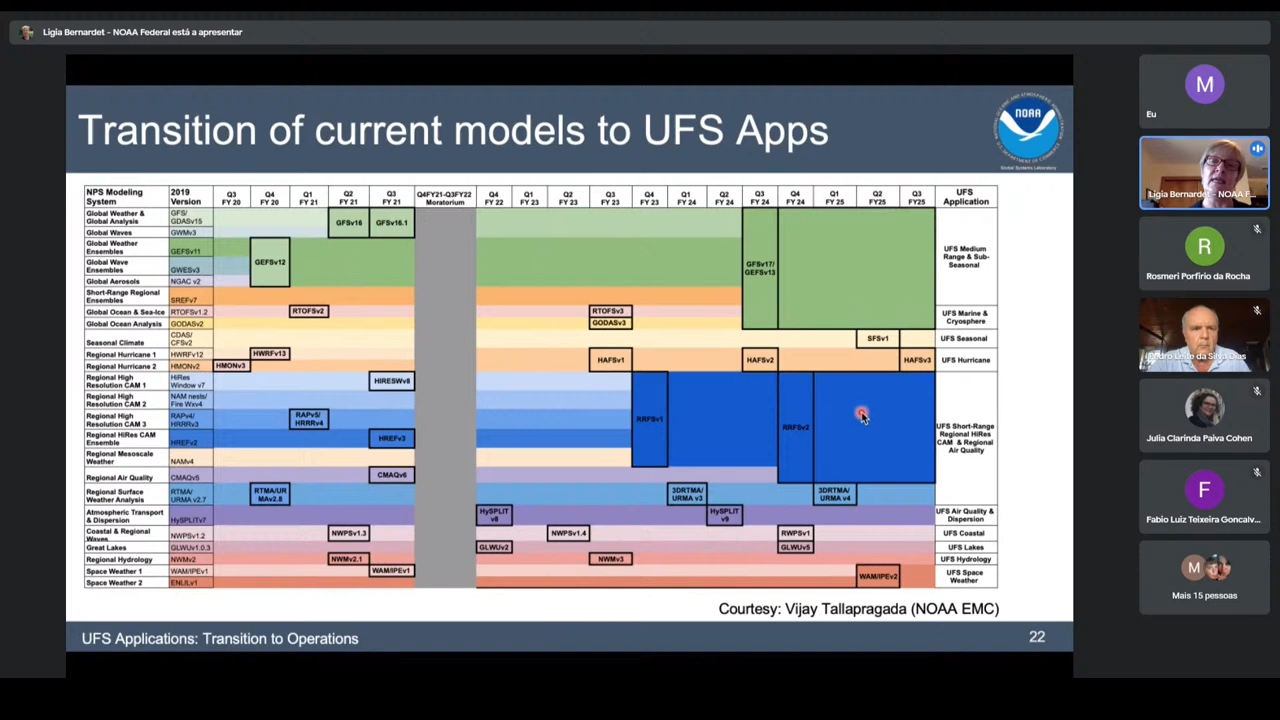 Ligia Bernardet - NOAA Federal está a apresentar
Transition of current models to UFS Apps
NOAA
NPS Modeling System
2019 Version
Q3 FY 20
Q4 FY 20
Q1 FY 21
Q2 FY 21
Q3 FY 21
Q4FY21-Q3FY22 Moratorium
Q4 FY 22
Q1 FY 23
Q2 FY 23
Q3 FY 23
Q4 FY 23
Q1 FY 24
Q2 FY 24
Q3 FY 24
Q4 FY 24
Q1 FY 25
Q2 FY25
Q3 FY25
UFS Application
Global Weather & Global Analysis
GFS/ GDASv15
GFSv16
GFSv16.1
Global Waves
GWMv3
Global Weather Ensembles
GEFSv11
GEFSv12
Global Wave Ensembles
GWESv3
GFSv17/ GEFSv13
UFS Medium Range & Sub-Seasonal
Global Aerosols
NGAC v2
Short-Range Regional Ensembles
SREFv7
Global Ocean & Sea-Ice
RTOFSv1.2
RTOFSv2
RTOFSv3
UFS Marine & Cryosphere
Global Ocean Analysis
GODASv2
GODASv3
Seasonal Climate
CDAS/ CFSv2
SFSv1
UFS Seasonal
Regional Hurricane 1
HWRFv12
HWRFv13
Regional Hurricane 2
HMONv2
HMONv3
HAFSv1
HAFSv2
HAFSv3
UFS Hurricane
Regional High Resolution CAM 1
HiRes Window v7
HIRESWv8
Regional High Resolution CAM 2
NAM nests/ Fire Wxv4
Regional High Resolution CAM 3
RAPv4/ HRRRv3
RAPv5/ HRRRv4
RRFSv1
RRFSv2
UFS Short-Range Regional HiRes CAM & Regional Air Quality
Regional HiRes CAM Ensemble
HREFv2
HREFv3
Regional Mesoscale Weather
NAMv4
Regional Air Quality
CMAQv5
CMAQv6
Regional Surface Weather Analysis
RTMA/ URMA v2.7
RTMA/UR MAv2.8
3DRTMA/ URMA v3
3DRTMA/ URMA v4
Atmospheric Transport & Dispersion
HySPLITv7
HySPLIT v8
HySPLIT v9
UFS Air Quality & Dispersion
Coastal & Regional Waves
NWPSv1.2
NWPSv1.3
NWPSv1.4
RWPSv1
UFS Coastal
Great Lakes
GLWUv1.0.3
GLWUv2
GLWUv5
UFS Lakes
Regional Hydrology
NWMv2
NWMv2.1
NWMv3
UFS Hydrology
Space Weather 1
WAM/IPEv1
WAM/IPEv1
Space Weather 2
ENLILv1
WAM/IPEv2
UFS Space Weather
Courtesy: Vijay Tallapragada (NOAA EMC)
UFS Applications: Transition to Operations
22
M
Eu
Ligia Bernardet - NOAA F...
R
Rosmeri Porfirio da Rocha
Pedro Leite da Silva Dias
Julia Clarinda Paiva Cohen
F
Fabio Luiz Teixeira Goncalv...
M
Mais 15 pessoas